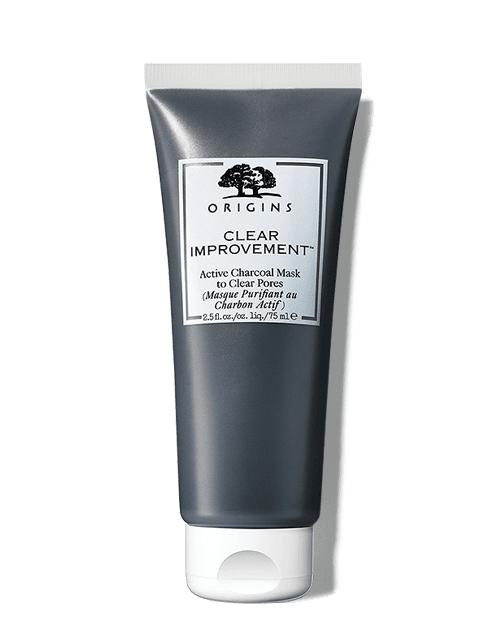 ORIGINS
CLEAR
IMPROVEMENT™
Active Charcoal Mask
to Clear Pores
(Masque Purifiant au
Charbon Actif)
2.5 fl.oz./oz. liq./75 ml ℮